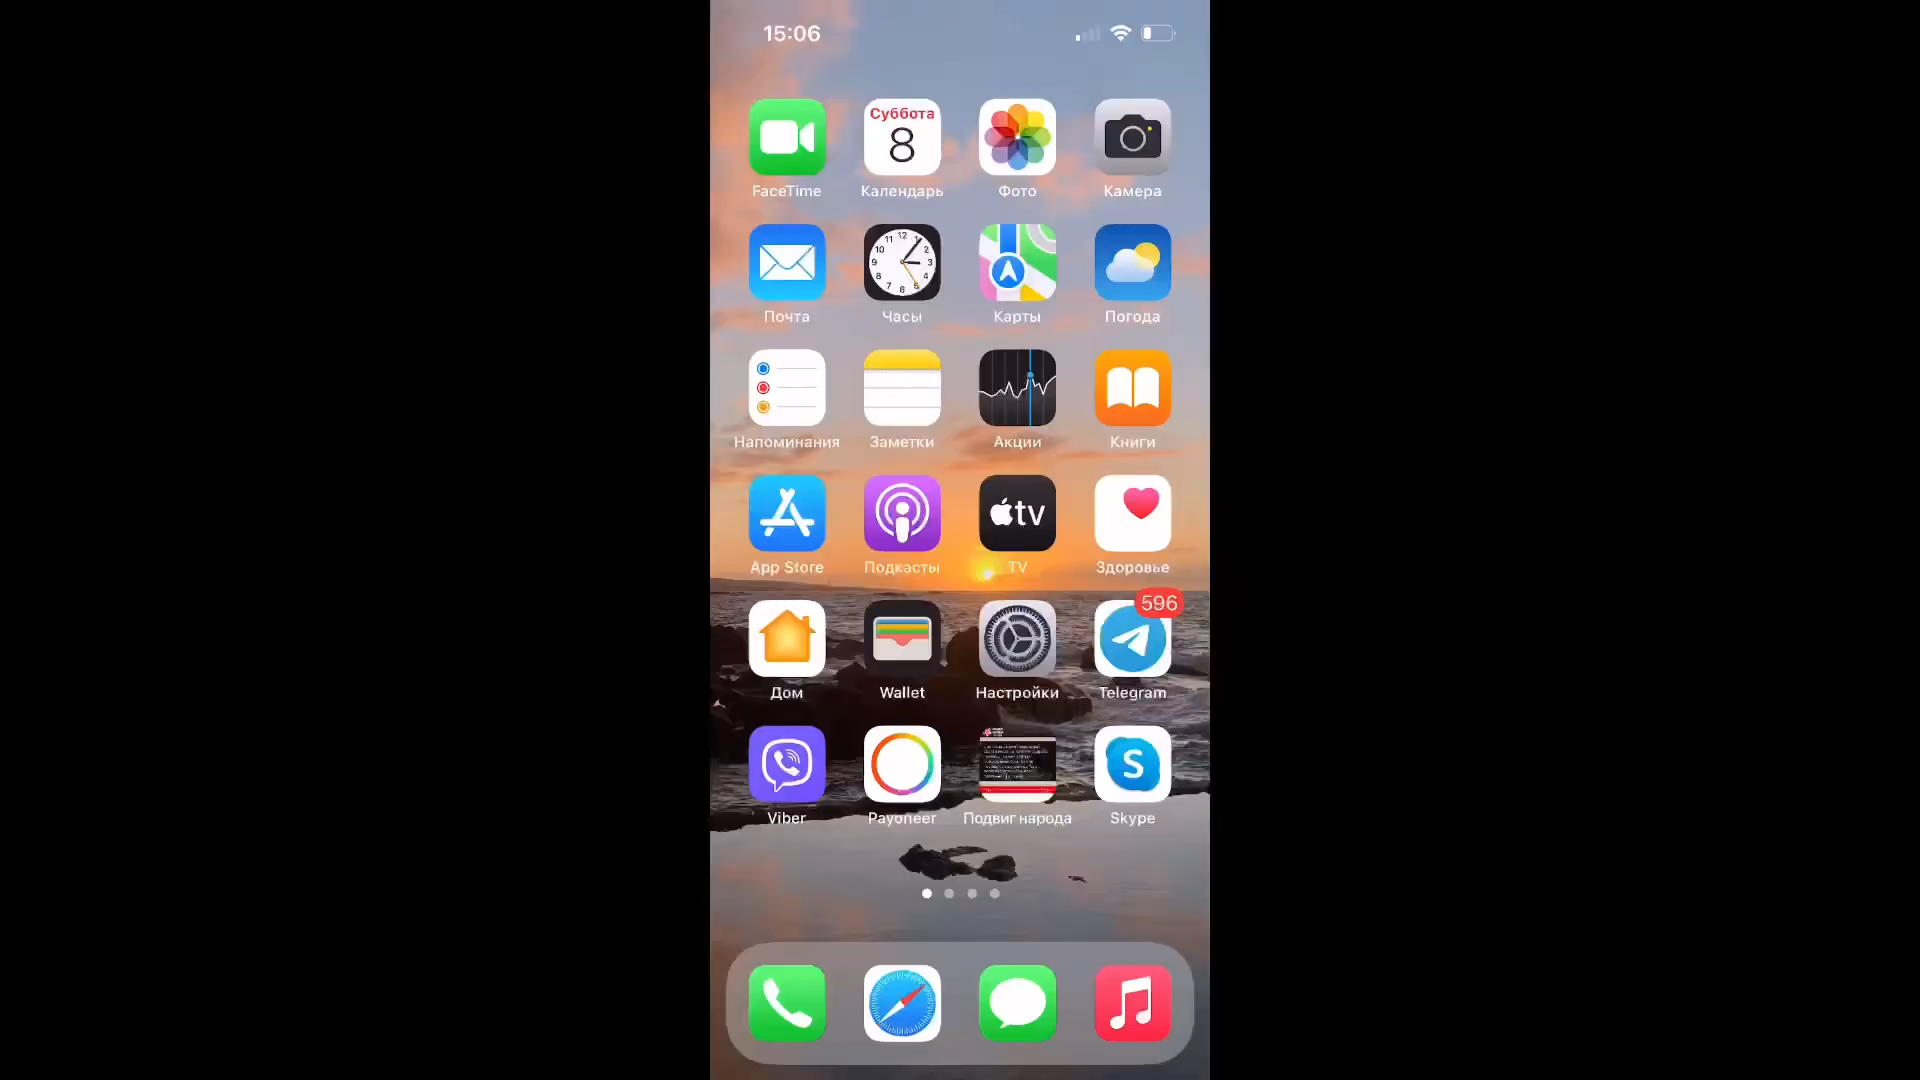 15:06
Суббота
8
FaceTime
Календарь
Фото
Камера
Почта
Часы
Карты
Погода
Напоминания
Заметки
Акции
Книги
tv
App Store
Подкасты
TV
Здоровье
596
Дом
Wallet
Настройки
Telegram
S
Viber
Payoneer
Подвиг народа
Skype